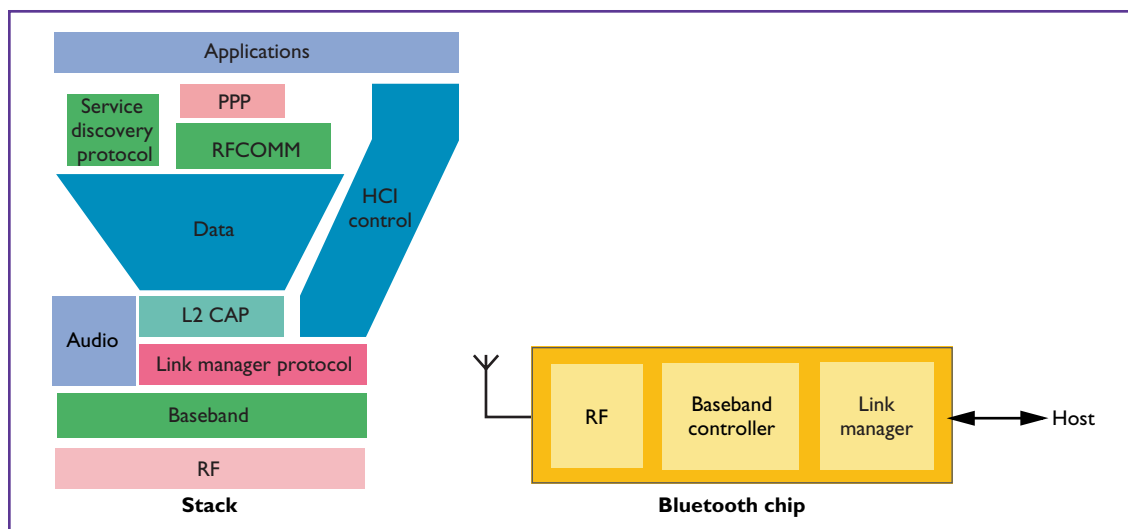 Applications
Service
discovery
protocol
PPP
RFCOMM
HCI
control
Data
L2 CAP
Audio
Link manager protocol
Baseband
RF
Stack
RF
Baseband
controller
Link
manager
Host
Bluetooth chip